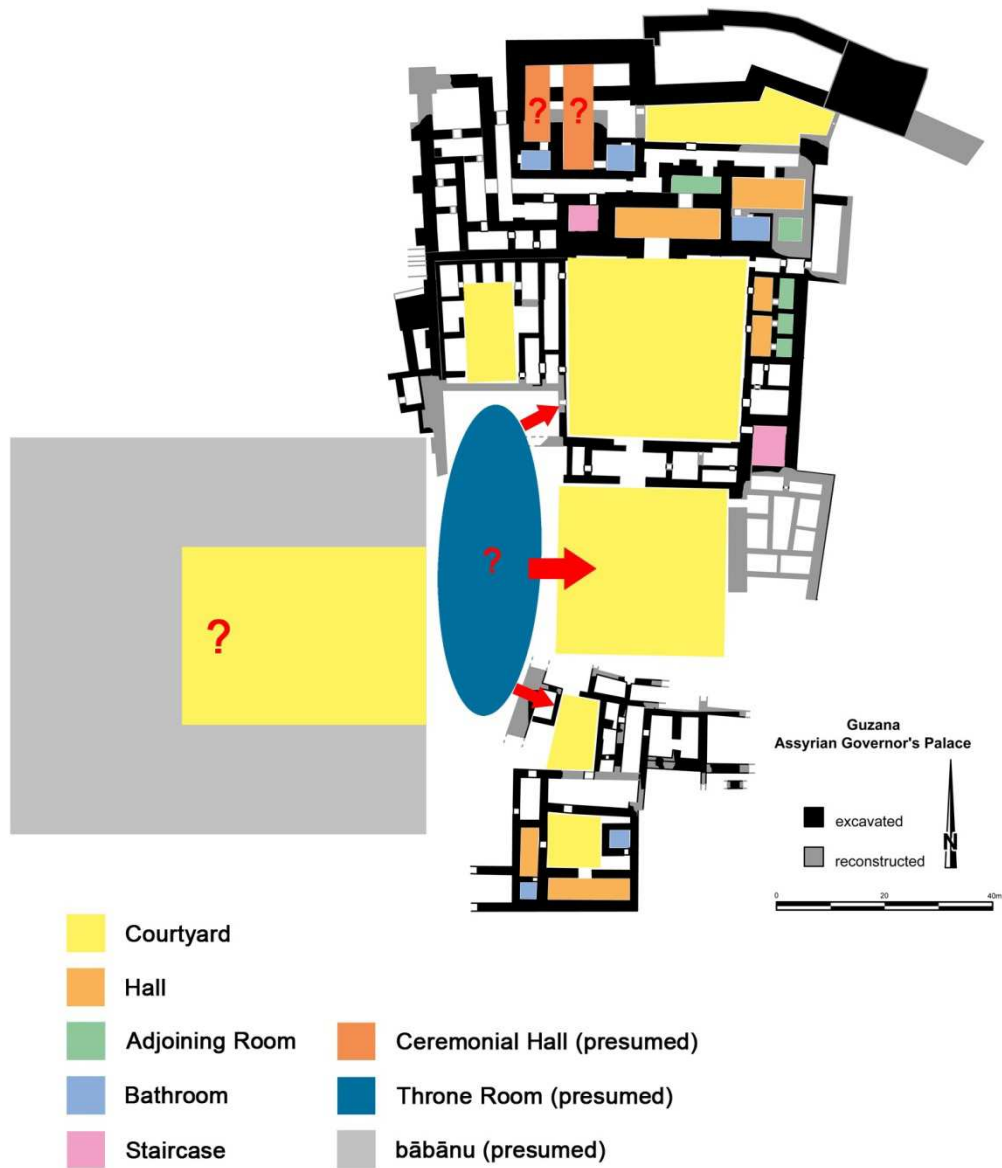 ? ?
?
?
Guzana
Assyrian Governor's Palace
excavated
N
reconstructed
0 20 40m
Courtyard
Hall
Adjoining Room
Ceremonial Hall (presumed)
Bathroom
Throne Room (presumed)
Staircase
bābānu (presumed)